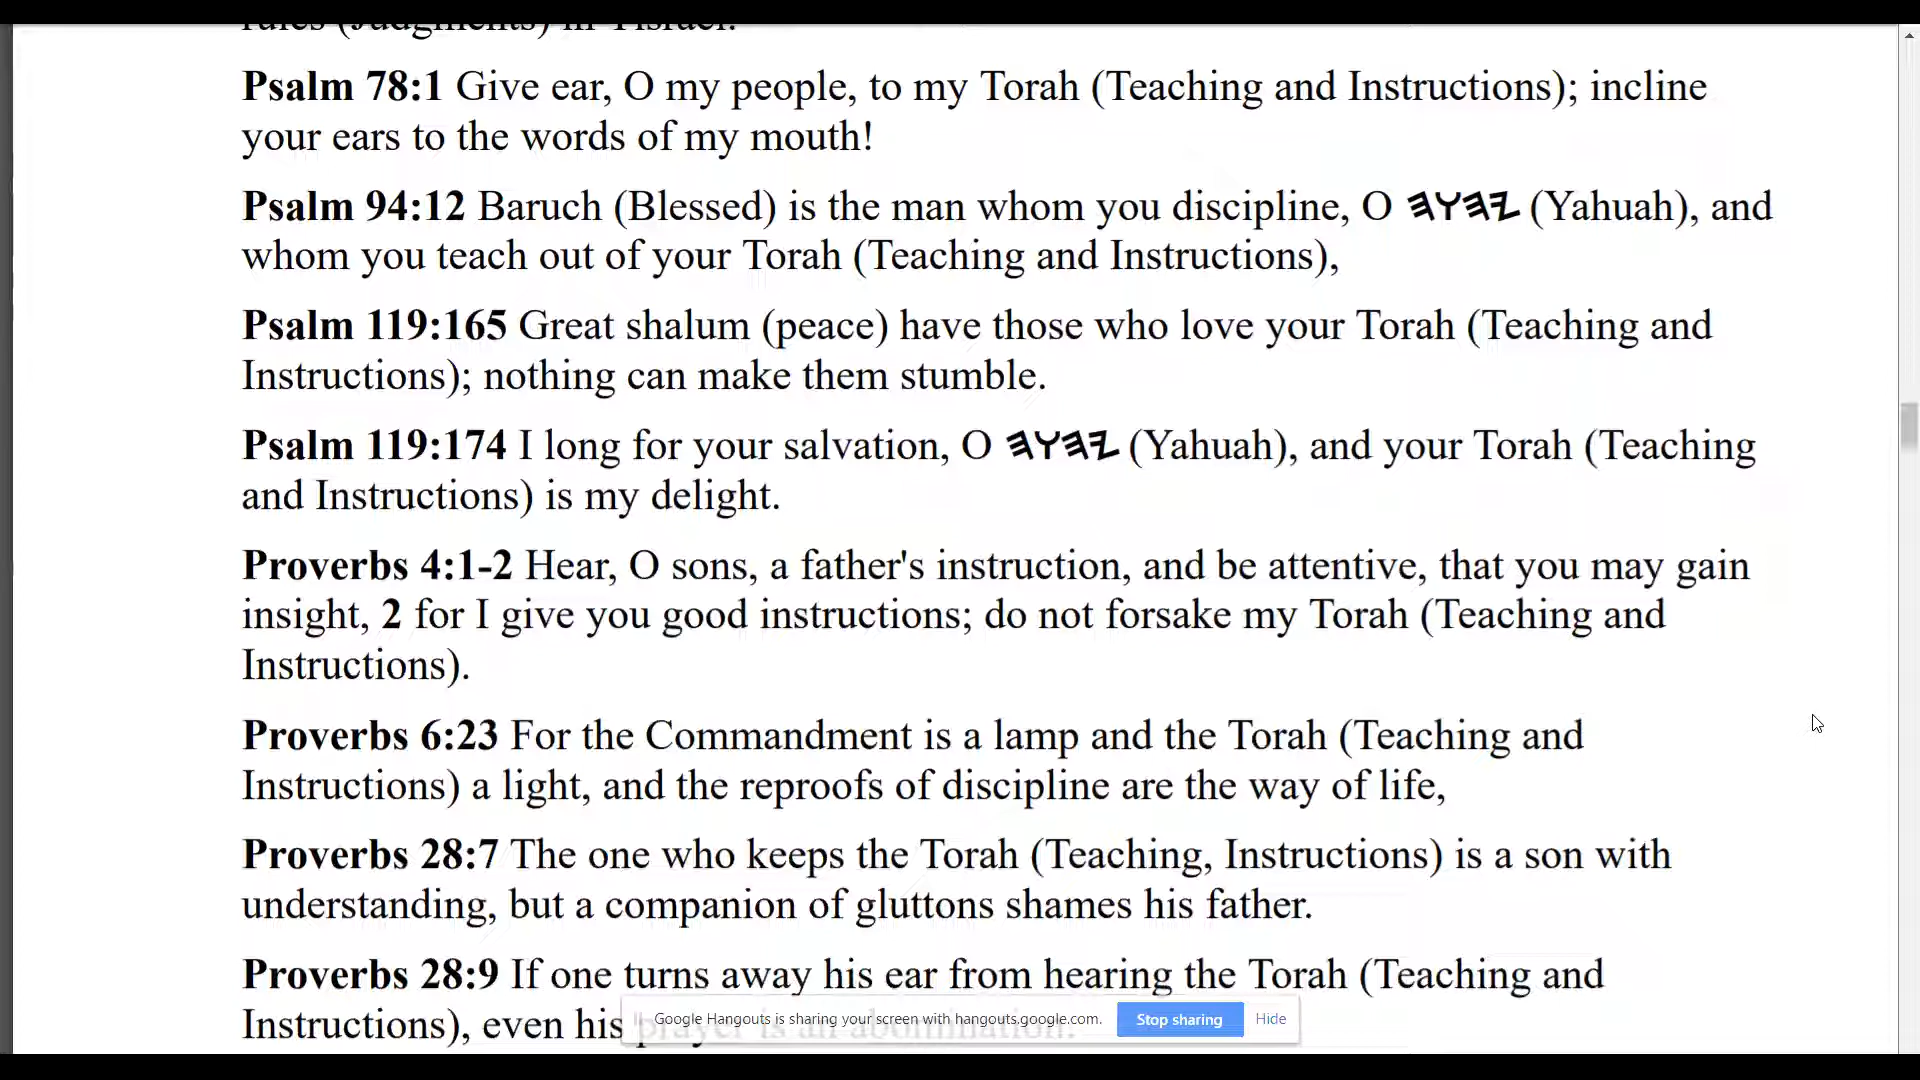 rules (Judgments) in Yisrael.
Psalm 78:1 Give ear, O my people, to my Torah (Teaching and Instructions); incline
your ears to the words of my mouth!
Psalm 94:12 Baruch (Blessed) is the man whom you discipline, O 𐤉𐤄𐤅𐤄 (Yahuah), and
whom you teach out of your Torah (Teaching and Instructions),
Psalm 119:165 Great shalum (peace) have those who love your Torah (Teaching and
Instructions); nothing can make them stumble.
Psalm 119:174 I long for your salvation, O 𐤉𐤄𐤅𐤄 (Yahuah), and your Torah (Teaching
and Instructions) is my delight.
Proverbs 4:1-2 Hear, O sons, a father's instruction, and be attentive, that you may gain
insight, 2 for I give you good instructions; do not forsake my Torah (Teaching and
Instructions).
Proverbs 6:23 For the Commandment is a lamp and the Torah (Teaching and
Instructions) a light, and the reproofs of discipline are the way of life,
Proverbs 28:7 The one who keeps the Torah (Teaching, Instructions) is a son with
understanding, but a companion of gluttons shames his father.
Proverbs 28:9 If one turns away his ear from hearing the Torah (Teaching and
Instructions), even his prayer is an abomination.
Google Hangouts is sharing your screen with hangouts.google.com. Stop sharing Hide